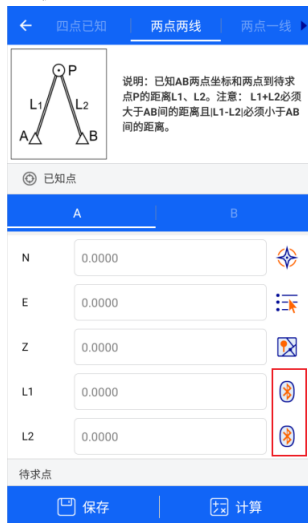 四点已知 两点两线 两点一线
P
L1 L2
A B
说明：已知AB两点坐标和两点到待求
点P的距离L1、L2。注意： L1+L2必须
大于AB间的距离且|L1-L2|必须小于AB
间的距离。
已知点
A B
N 0.0000
E 0.0000
Z 0.0000
L1 0.0000
L2 0.0000
待求点
保存 计算